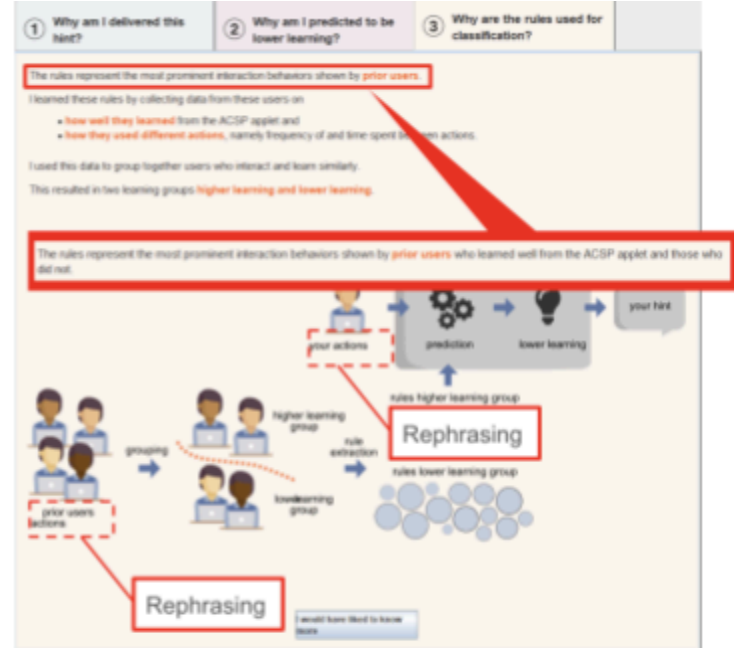 1 Why am I delivered this
hint?
2 Why am I predicted to be
lower learning?
3 Why are the rules used for
classification?
The rules represent the most prominent interaction behaviors shown by prior users.
I learned these rules by collecting data from these users on
• how well they learned from the ACSP applet and
• how they used different actions, namely frequency of and time spent between actions.
I used this data to group together users who interact and learn similarly.
This resulted in two learning groups higher learning and lower learning.
The rules represent the most prominent interaction behaviors shown by prior users who learned well from the ACSP applet and those who
did not.
your actions
prediction
lower learning
your hint
rules higher learning group
Rephrasing
higher learning
group
grouping
rule
extraction
rules lower learning group
group
prior users
actions
Rephrasing
I would have liked to know
more